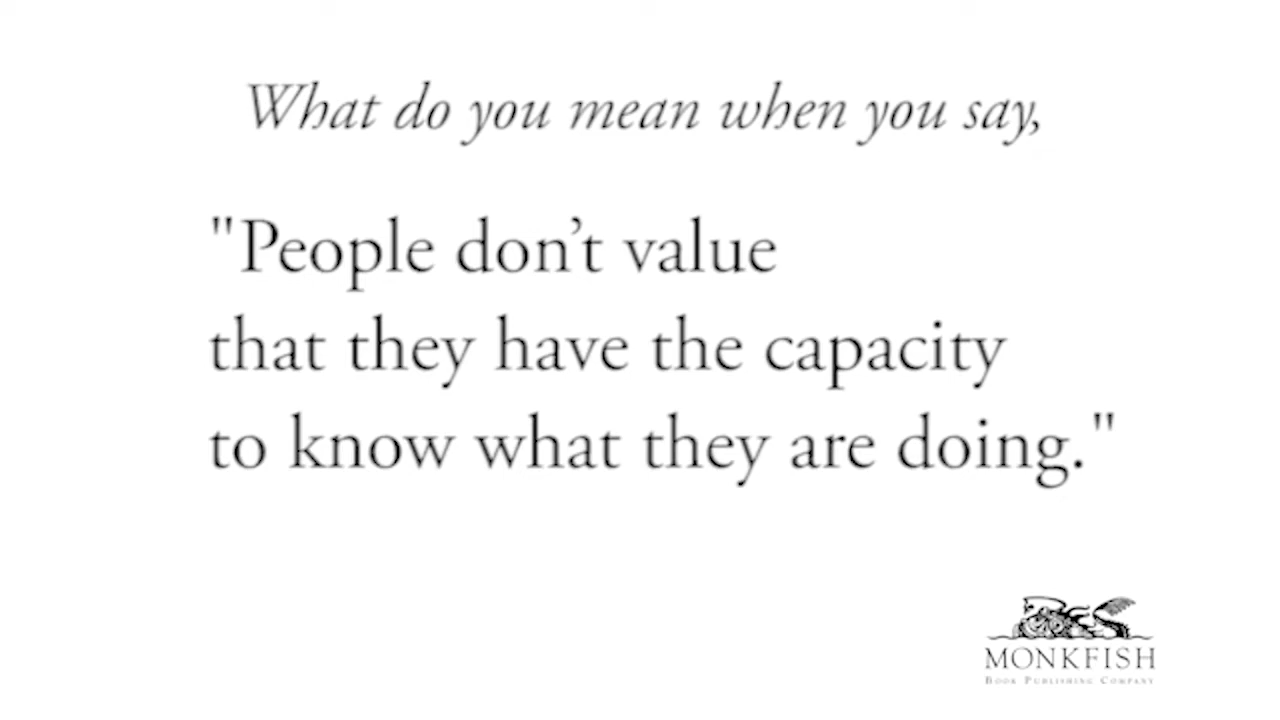 What do you mean when you say,
"People don’t value
that they have the capacity
to know what they are doing."
MONKFISH
BOOK PUBLISHING COMPANY